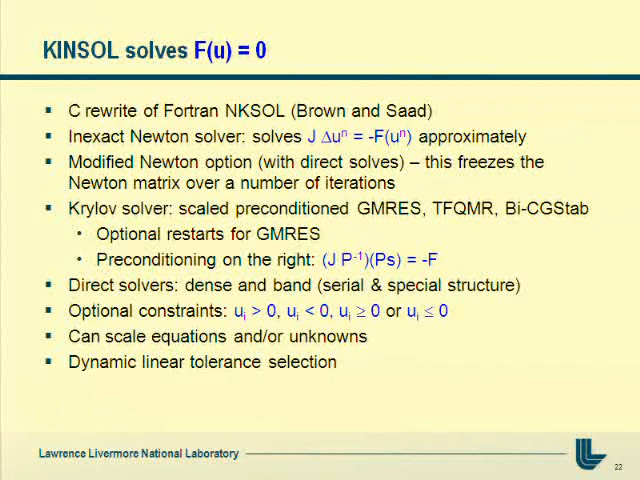 KINSOL solves F(u) = 0
▪ C rewrite of Fortran NKSOL (Brown and Saad)
▪ Inexact Newton solver: solves J Δuⁿ = -F(uⁿ) approximately
▪ Modified Newton option (with direct solves) – this freezes the
Newton matrix over a number of iterations
▪ Krylov solver: scaled preconditioned GMRES, TFQMR, Bi-CGStab
• Optional restarts for GMRES
• Preconditioning on the right: (J P⁻¹)(Ps) = -F
▪ Direct solvers: dense and band (serial & special structure)
▪ Optional constraints: uᵢ > 0, uᵢ < 0, uᵢ ≥ 0 or uᵢ ≤ 0
▪ Can scale equations and/or unknowns
▪ Dynamic linear tolerance selection
Lawrence Livermore National Laboratory
22